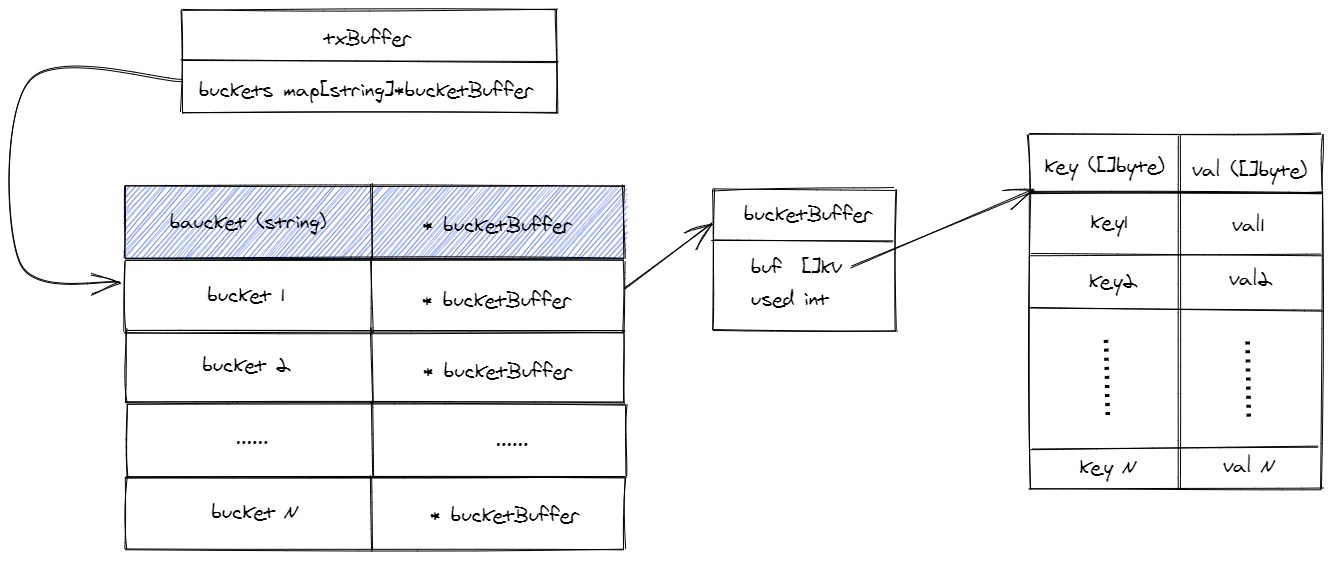 txBuffer
buckets map[string]*bucketBuffer
baucket (string) * bucketBuffer
bucket 1 * bucketBuffer
bucket 2 * bucketBuffer
...... ......
bucket N * bucketBuffer
bucketBuffer
buf []kv
used int
key ([]byte) val ([]byte)
key1 val1
key2 val2
key N val N